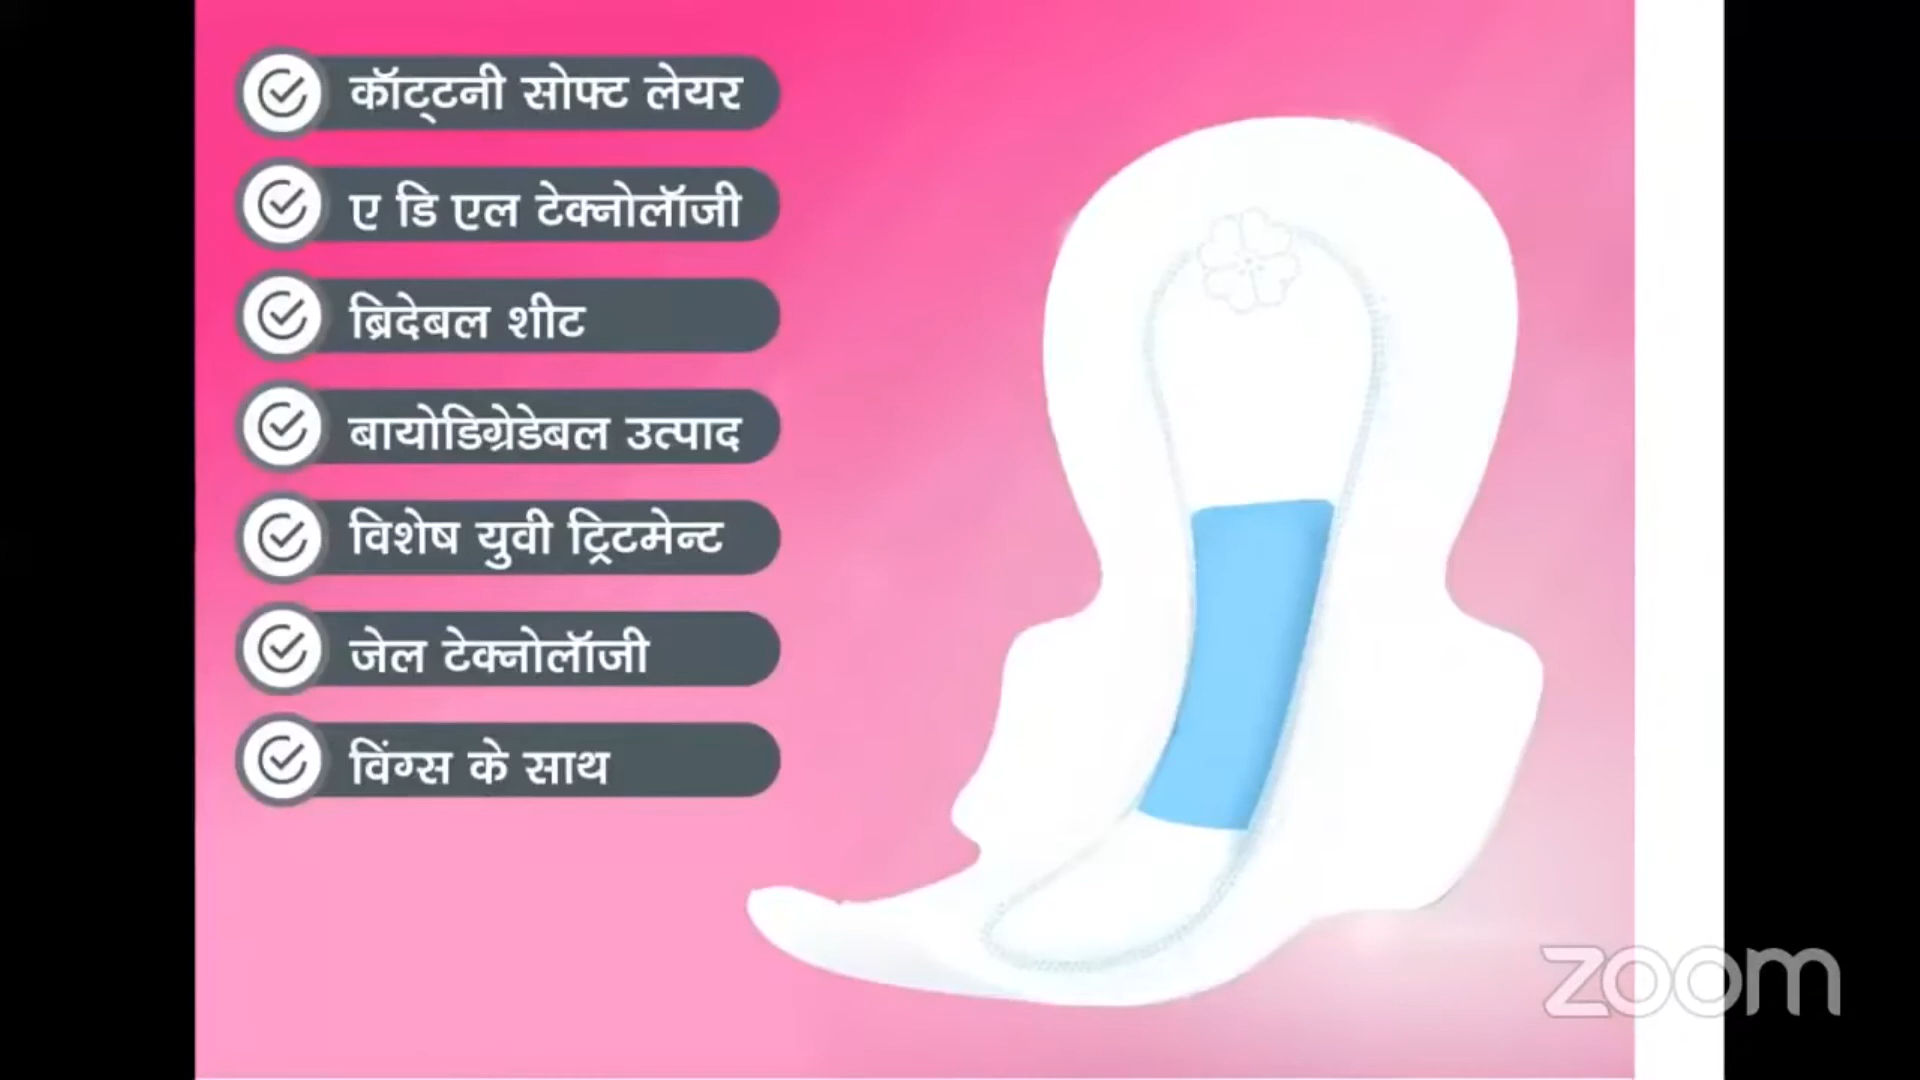 कॉट्टनी सोफ्ट लेयर
ए डि एल टेक्नोलॉजी
ब्रिदेबल शीट
बायोडिग्रेडेबल उत्पाद
विशेष युवी ट्रिटमेन्ट
जेल टेक्नोलॉजी
विंग्स के साथ
zoom